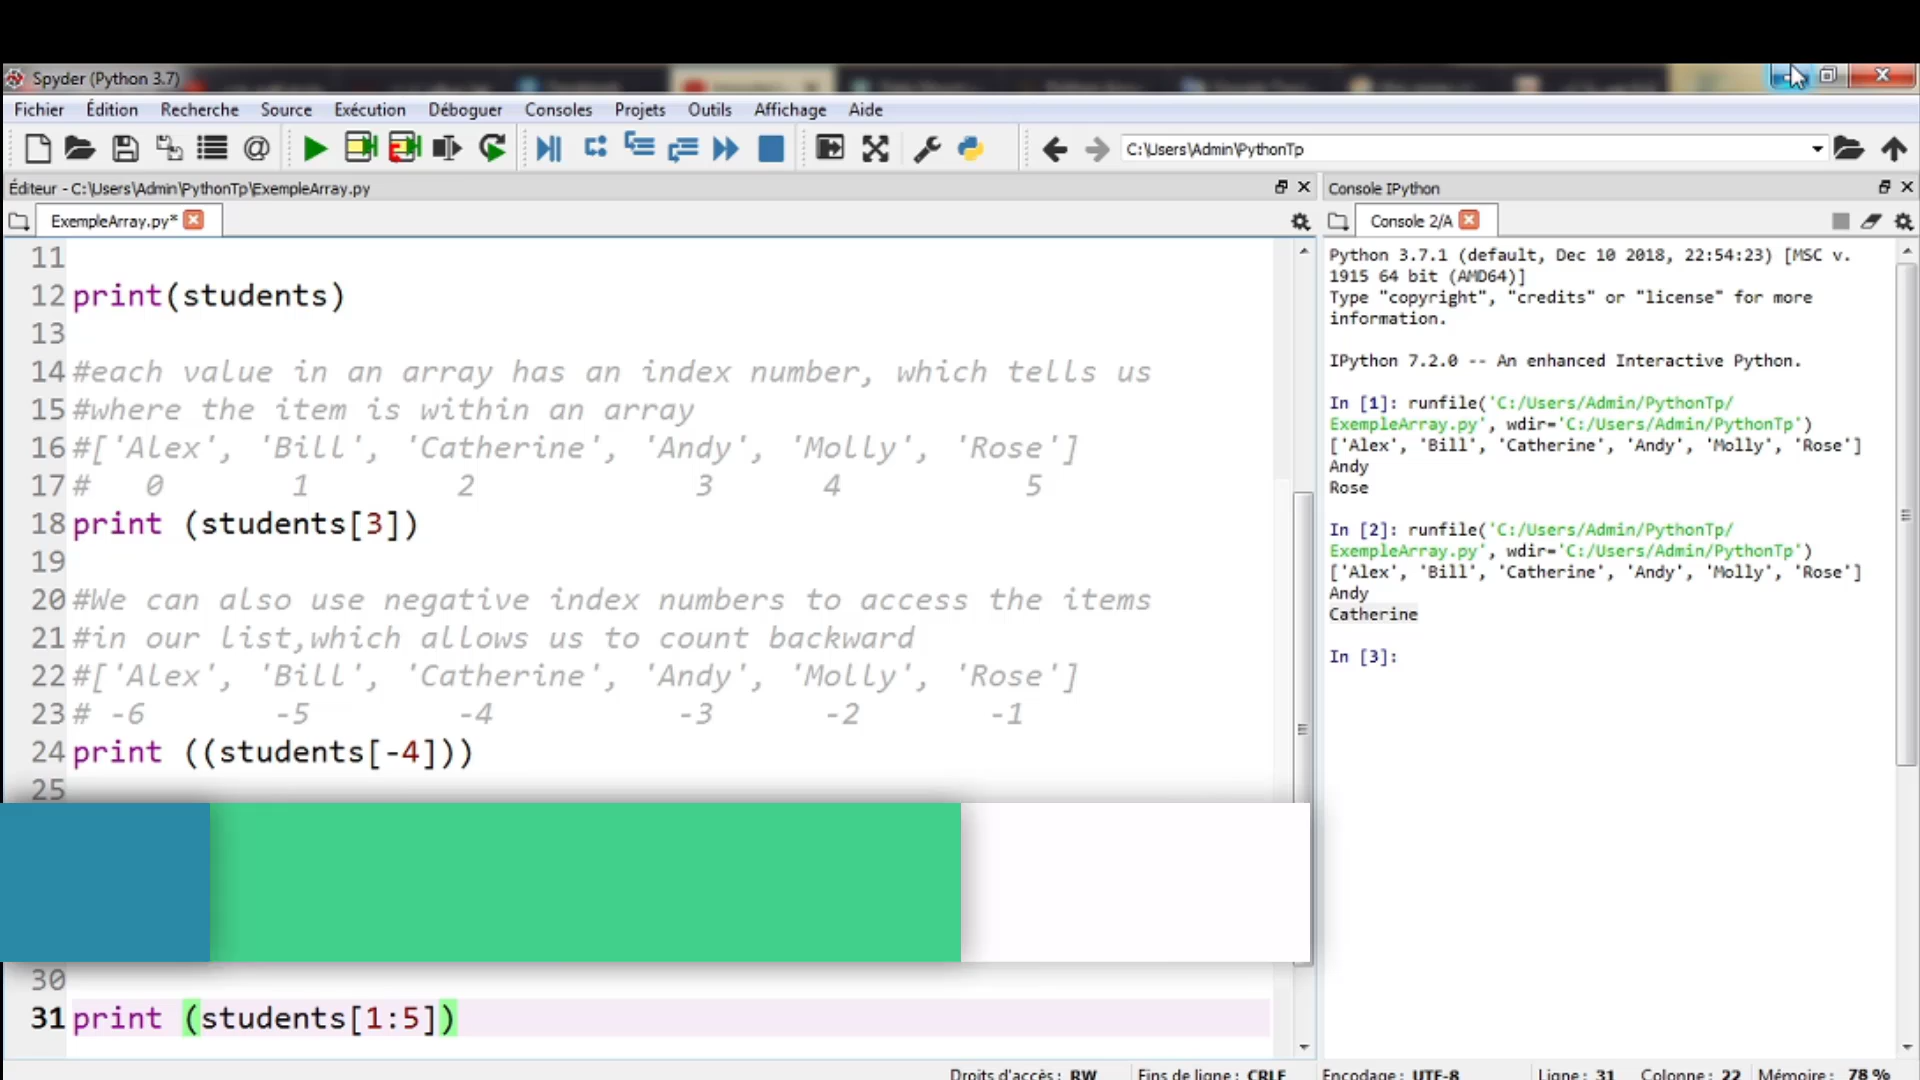 Spyder (Python 3.7)
Fichier Édition Recherche Source Exécution Déboguer Consoles Projets Outils Affichage Aide
C:\Users\Admin\PythonTp
Éditeur - C:\Users\Admin\PythonTp\ExempleArray.py
ExempleArray.py*
11
12 print(students)
13
14 #each value in an array has an index number, which tells us
15 #where the item is within an array
16 #['Alex', 'Bill', 'Catherine', 'Andy', 'Molly', 'Rose']
17 # 0 1 2 3 4 5
18 print (students[3])
19
20 #We can also use negative index numbers to access the items
21 #in our list,which allows us to count backward
22 #['Alex', 'Bill', 'Catherine', 'Andy', 'Molly', 'Rose']
23 # -6 -5 -4 -3 -2 -1
24 print ((students[-4]))
25
30
31 print (students[1:5])
Console IPython
Console 2/A
Python 3.7.1 (default, Dec 10 2018, 22:54:23) [MSC v.
1915 64 bit (AMD64)]
Type "copyright", "credits" or "license" for more
information.
IPython 7.2.0 -- An enhanced Interactive Python.
In [1]: runfile('C:/Users/Admin/PythonTp/
ExempleArray.py', wdir='C:/Users/Admin/PythonTp')
['Alex', 'Bill', 'Catherine', 'Andy', 'Molly', 'Rose']
Andy
Rose
In [2]: runfile('C:/Users/Admin/PythonTp/
ExempleArray.py', wdir='C:/Users/Admin/PythonTp')
['Alex', 'Bill', 'Catherine', 'Andy', 'Molly', 'Rose']
Andy
Catherine
In [3]:
Droits d'accès : RW Fins de ligne : CRLF Encodage : UTF-8 Ligne : 31 Colonne : 22 Mémoire : 78 %